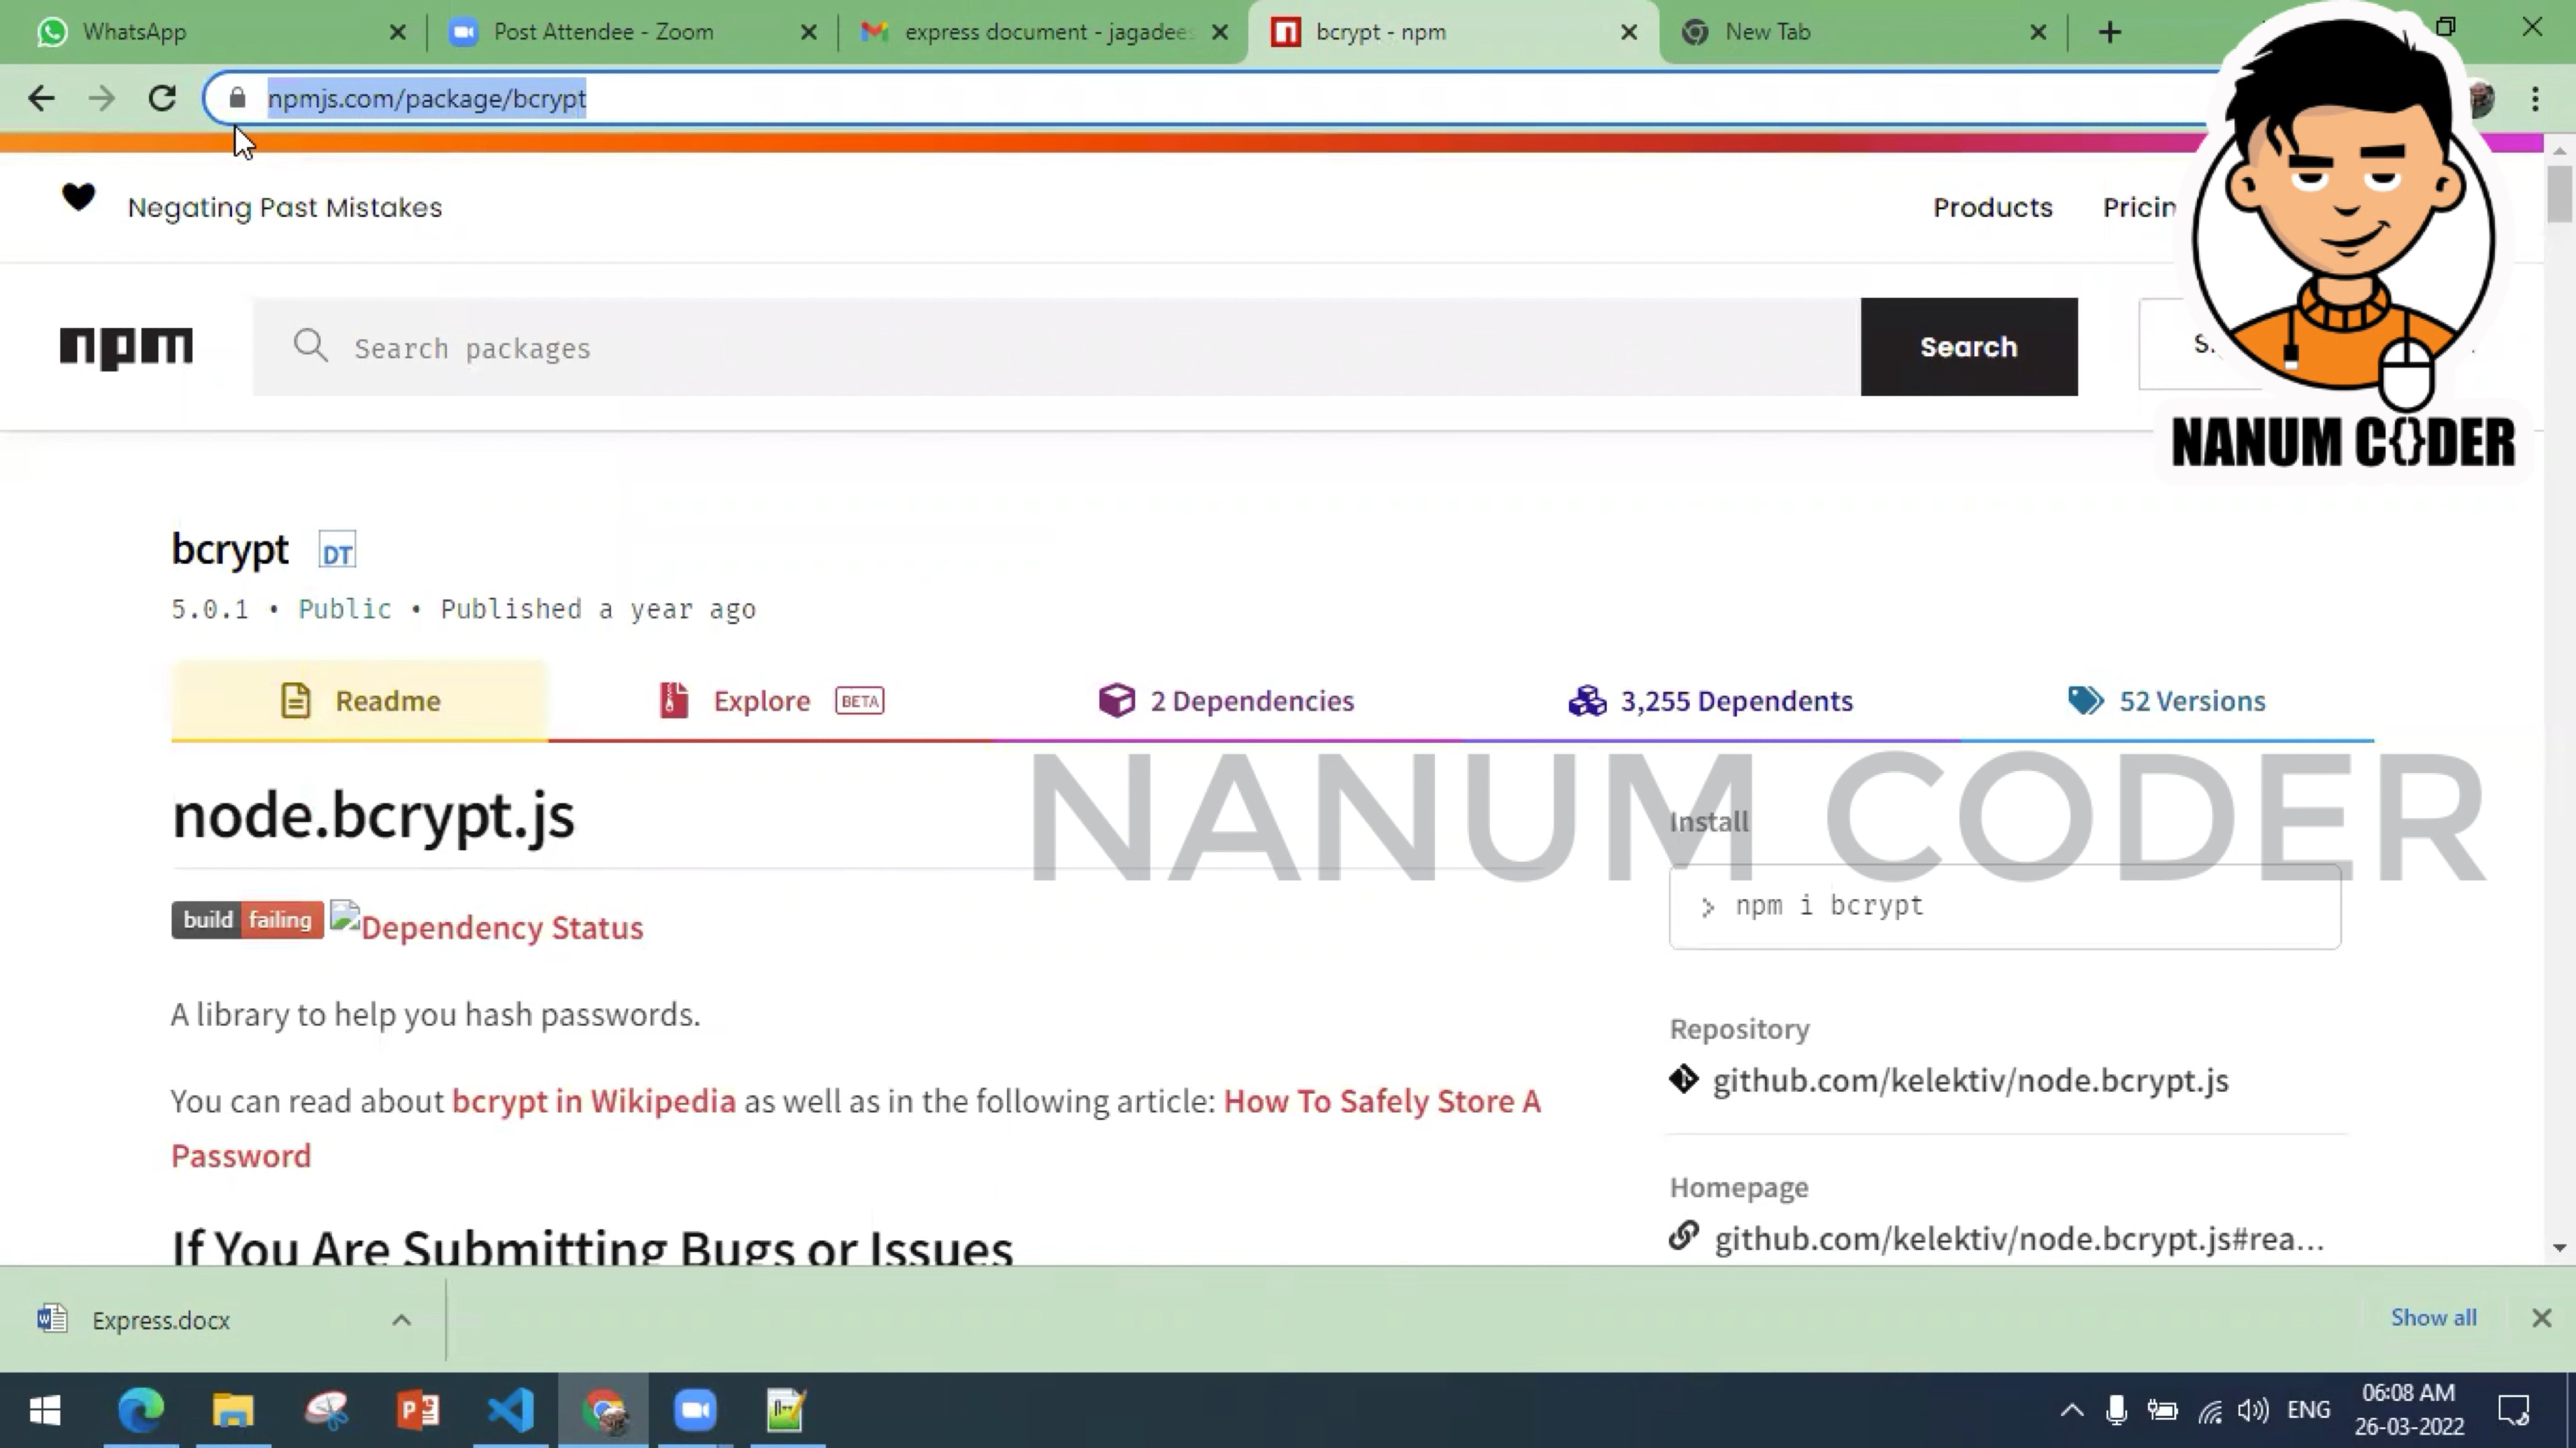 WhatsApp
Post Attendee - Zoom
express document - jagadees
bcrypt - npm
New Tab
npmjs.com/package/bcrypt
Negating Past Mistakes
Products
Pricin
npm
Search packages
Search
S
NANUM C{}DER
bcrypt DT
5.0.1 • Public • Published a year ago
Readme
Explore BETA
2 Dependencies
3,255 Dependents
52 Versions
NANUM CODER
node.bcrypt.js
Install
> npm i bcrypt
build failing Dependency Status
A library to help you hash passwords.
Repository
github.com/kelektiv/node.bcrypt.js
You can read about bcrypt in Wikipedia as well as in the following article: How To Safely Store A
Password
Homepage
github.com/kelektiv/node.bcrypt.js#rea...
If You Are Submitting Bugs or Issues
Express.docx
Show all
ENG
06:08 AM
26-03-2022